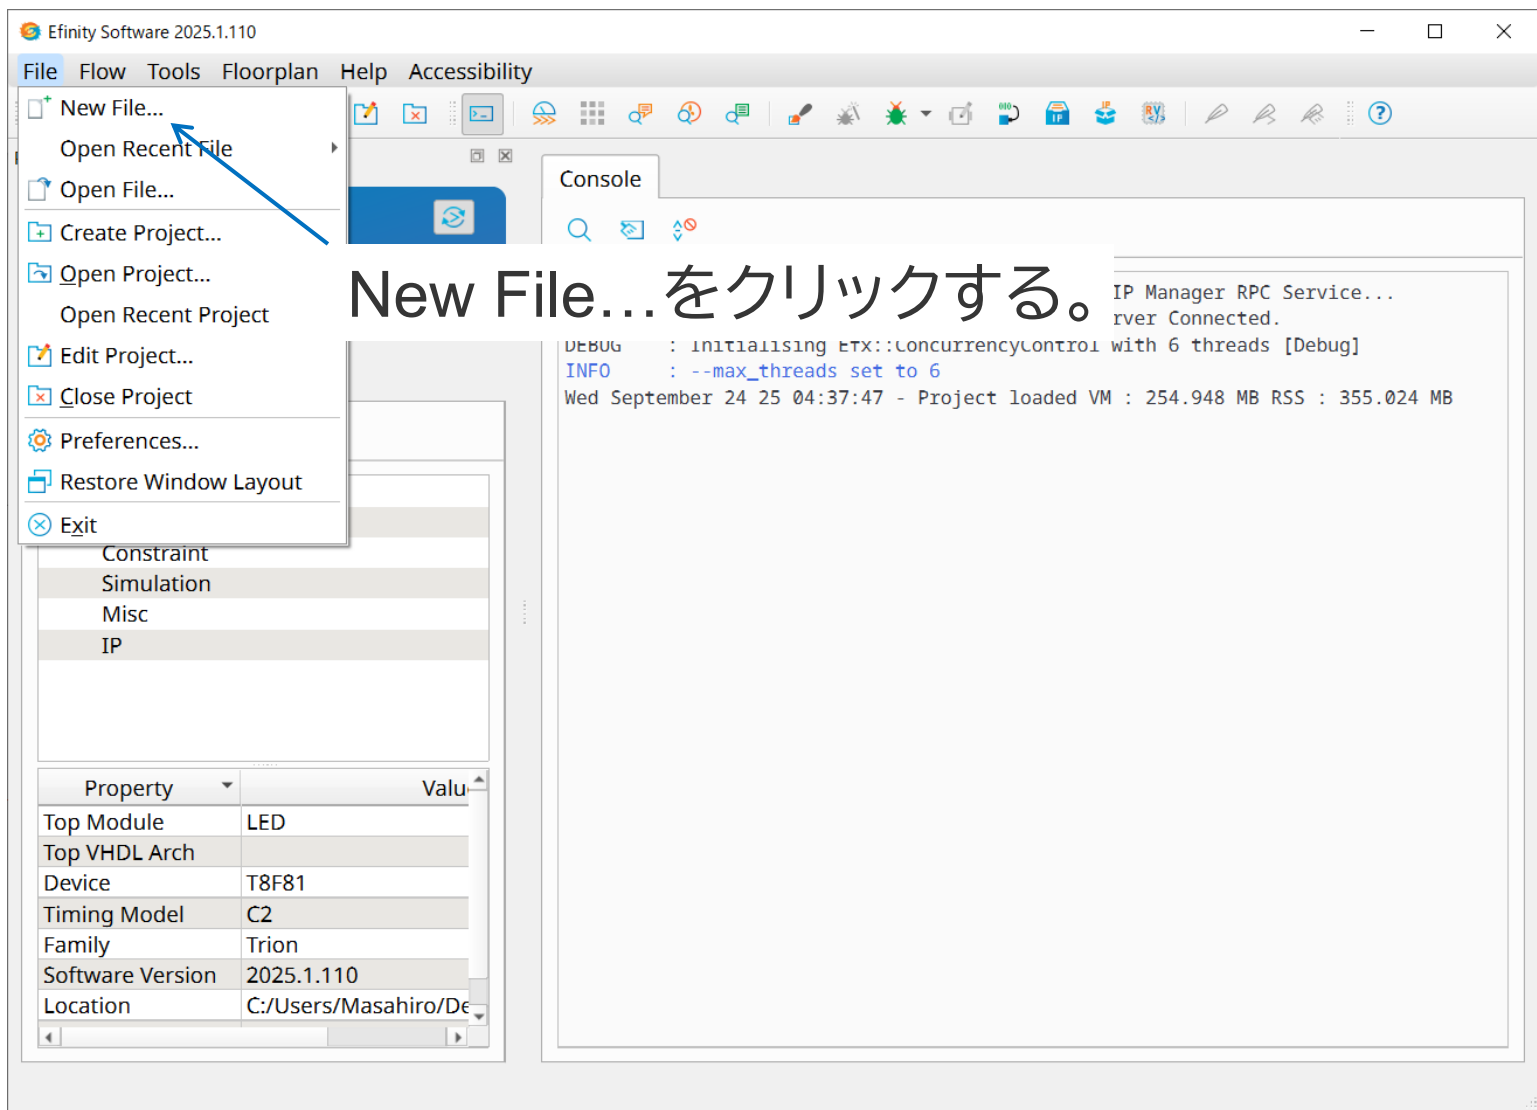 Efinity Software 2025.1.110
File Flow Tools Floorplan Help Accessibility
New File...
Open Recent File
Open File...
Create Project...
Open Project...
Open Recent Project
Edit Project...
Close Project
Preferences...
Restore Window Layout
Exit
New File...をクリックする。
Constraint
Simulation
Misc
IP
Property
Top Module LED
Top VHDL Arch
Device T8F81
Timing Model C2
Family Trion
Software Version 2025.1.110
Location C:/Users/Masahiro/De
Console
IP Manager RPC Service...
rver Connected.
DEBUG : Initialising Efx::ConcurrencyControl with 6 threads [Debug]
INFO : --max_threads set to 6
Wed September 24 25 04:37:47 - Project loaded VM : 254.948 MB RSS : 355.024 MB